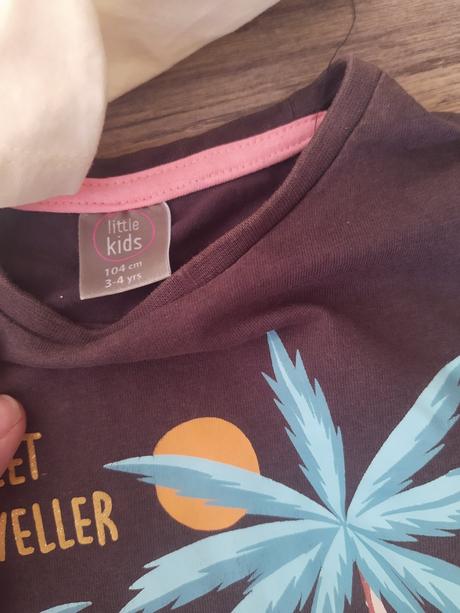 little
kids
104 cm
3-4 yrs
EET
VELLER